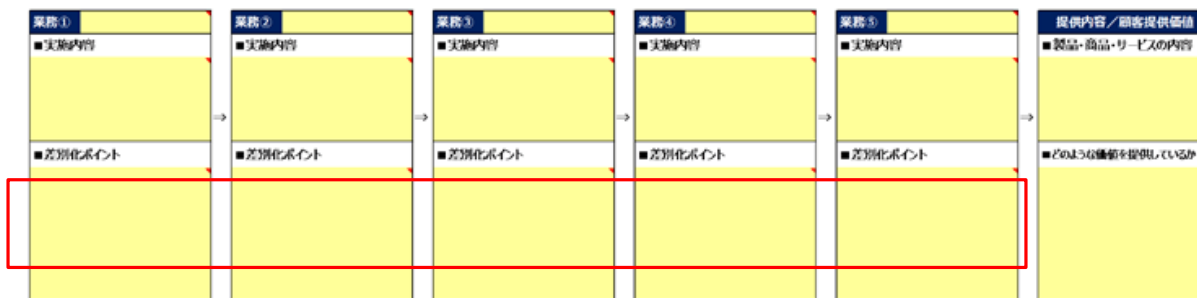 業務①
■実施内容
⇒
■差別化ポイント
業務②
■実施内容
⇒
■差別化ポイント
業務③
■実施内容
⇒
■差別化ポイント
業務④
■実施内容
⇒
■差別化ポイント
業務⑤
■実施内容
⇒
■差別化ポイント
提供内容／顧客提供価値
■製品・商品・サービスの内容
■どのような価値を提供しているか